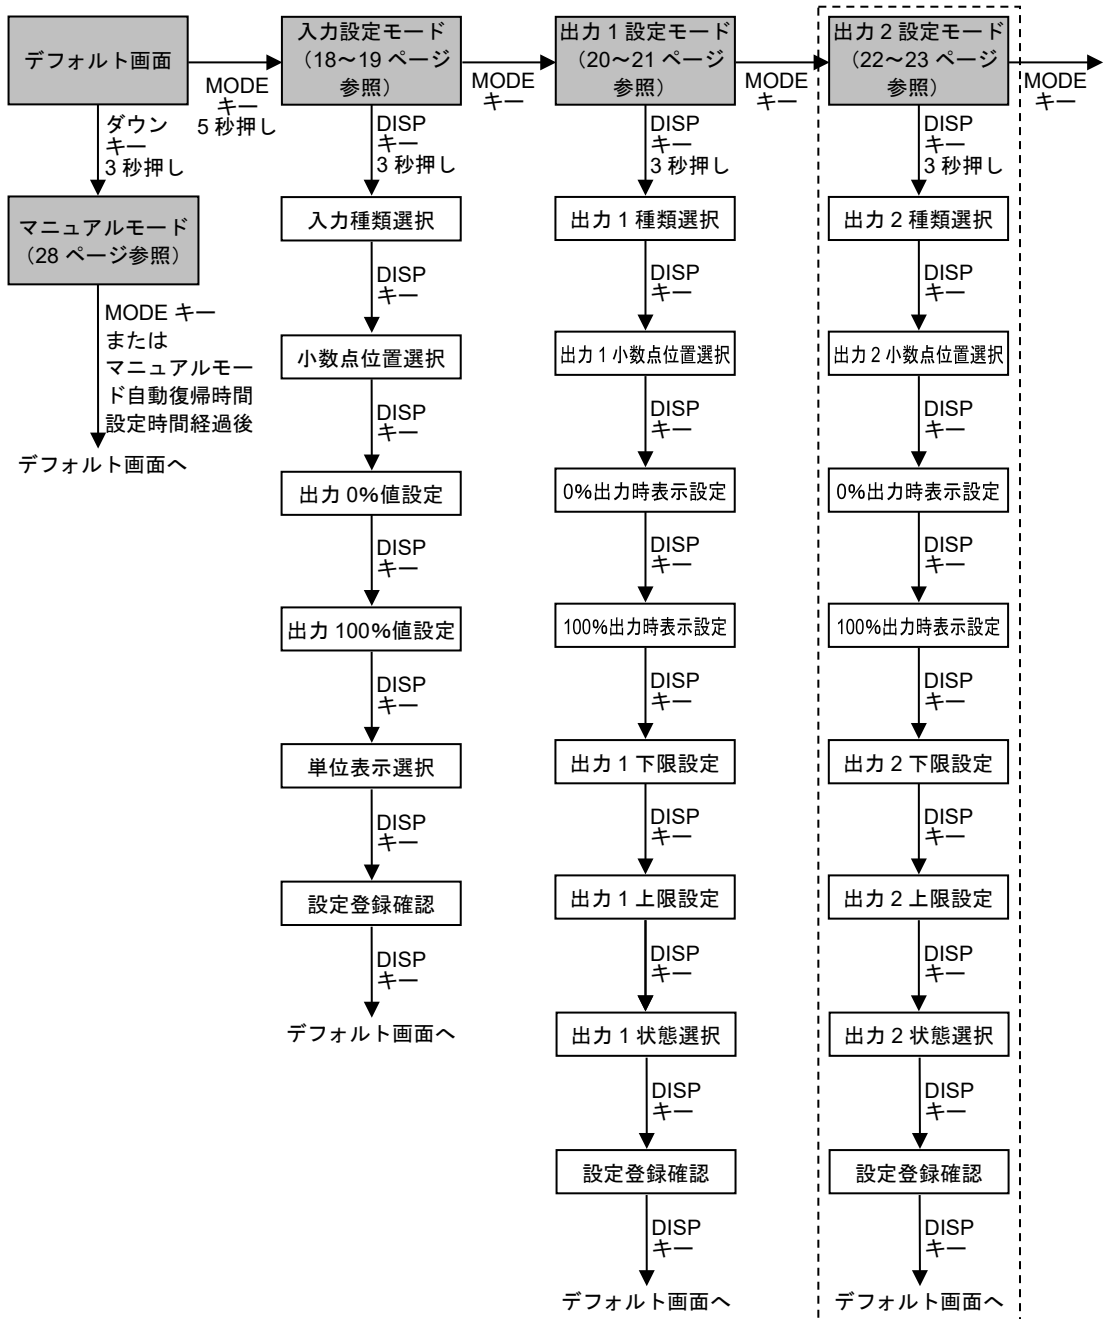 デフォルト画面
MODE
キー
5 秒押し
ダウン
キー
3 秒押し
マニュアルモード
（28 ページ参照）
MODE キー
または
マニュアルモー
ド自動復帰時間
設定時間経過後
デフォルト画面へ
入力設定モード
（18～19 ページ
参照）
MODE
キー
DISP
キー
3 秒押し
入力種類選択
DISP
キー
小数点位置選択
DISP
キー
出力 0%値設定
DISP
キー
出力 100%値設定
DISP
キー
単位表示選択
DISP
キー
設定登録確認
DISP
キー
デフォルト画面へ
出力 1 設定モード
（20～21 ページ
参照）
MODE
キー
DISP
キー
3 秒押し
出力 1 種類選択
DISP
キー
出力 1 小数点位置選択
DISP
キー
0%出力時表示設定
DISP
キー
100%出力時表示設定
DISP
キー
出力 1 下限設定
DISP
キー
出力 1 上限設定
DISP
キー
出力 1 状態選択
DISP
キー
設定登録確認
DISP
キー
デフォルト画面へ
出力 2 設定モード
（22～23 ページ
参照）
MODE
キー
DISP
キー
3 秒押し
出力 2 種類選択
DISP
キー
出力 2 小数点位置選択
DISP
キー
0%出力時表示設定
DISP
キー
100%出力時表示設定
DISP
キー
出力 2 下限設定
DISP
キー
出力 2 上限設定
DISP
キー
出力 2 状態選択
DISP
キー
設定登録確認
DISP
キー
デフォルト画面へ